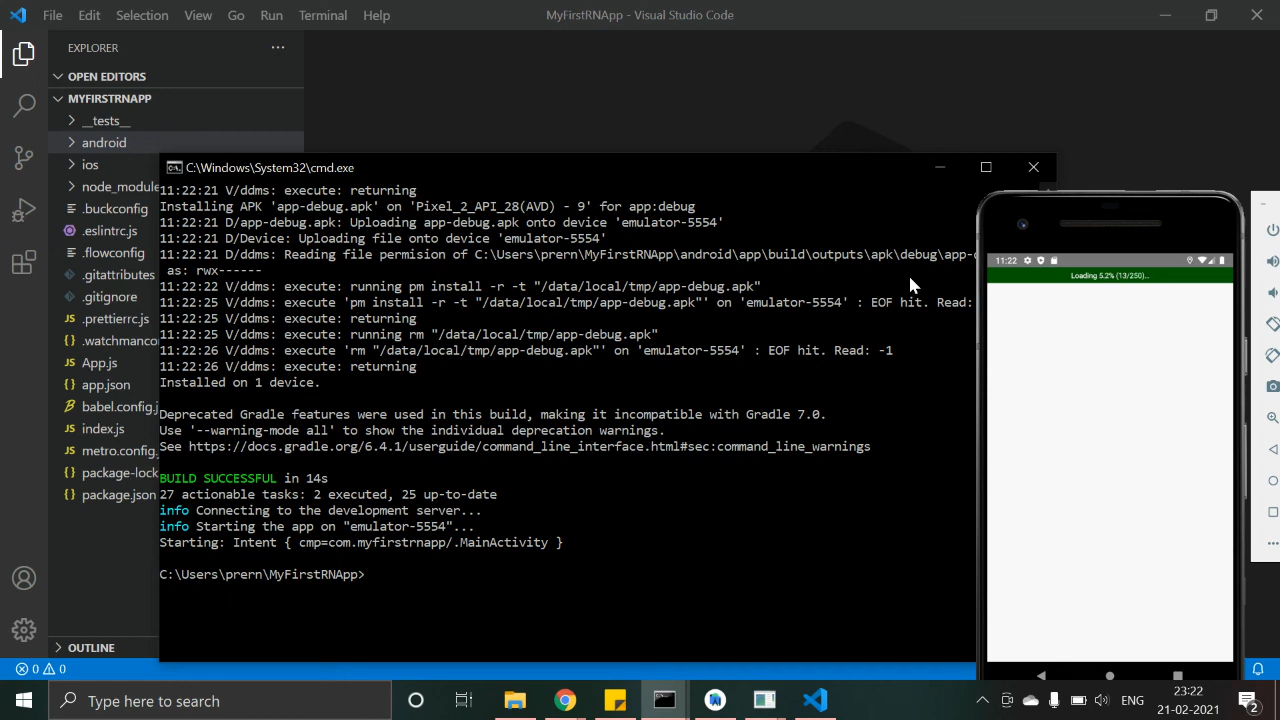 File Edit Selection View Go Run Terminal Help
MyFirstRNApp - Visual Studio Code
EXPLORER
OPEN EDITORS
MYFIRSTRNAPP
__tests__
android
ios
node_module
.buckconfig
.eslintrc.js
.flowconfig
.gitattributes
.gitignore
.prettierrc.js
.watchmanco
App.js
app.json
babel.config.j
index.js
metro.config.
package-lock
package.json
OUTLINE
0 0
C:\Windows\System32\cmd.exe
11:22:21 V/ddms: execute: returning
Installing APK 'app-debug.apk' on 'Pixel_2_API_28(AVD) - 9' for app:debug
11:22:21 D/app-debug.apk: Uploading app-debug.apk onto device 'emulator-5554'
11:22:21 D/Device: Uploading file onto device 'emulator-5554'
11:22:21 D/ddms: Reading file permision of C:\Users\prern\MyFirstRNApp\android\app\build\outputs\apk\debug\app-d
as: rwx------
11:22:22 V/ddms: execute: running pm install -r -t "/data/local/tmp/app-debug.apk"
11:22:25 V/ddms: execute 'pm install -r -t "/data/local/tmp/app-debug.apk"' on 'emulator-5554' : EOF hit. Read:
11:22:25 V/ddms: execute: returning
11:22:25 V/ddms: execute: running rm "/data/local/tmp/app-debug.apk"
11:22:26 V/ddms: execute 'rm "/data/local/tmp/app-debug.apk"' on 'emulator-5554' : EOF hit. Read: -1
11:22:26 V/ddms: execute: returning
Installed on 1 device.
Deprecated Gradle features were used in this build, making it incompatible with Gradle 7.0.
Use '--warning-mode all' to show the individual deprecation warnings.
See https://docs.gradle.org/6.4.1/userguide/command_line_interface.html#sec:command_line_warnings
BUILD SUCCESSFUL in 14s
27 actionable tasks: 2 executed, 25 up-to-date
info Connecting to the development server...
info Starting the app on "emulator-5554"...
Starting: Intent { cmp=com.myfirstrnapp/.MainActivity }
C:\Users\prern\MyFirstRNApp>
11:22
Loading 5.2% (13/250)...
Type here to search
ENG
23:22
21-02-2021
2